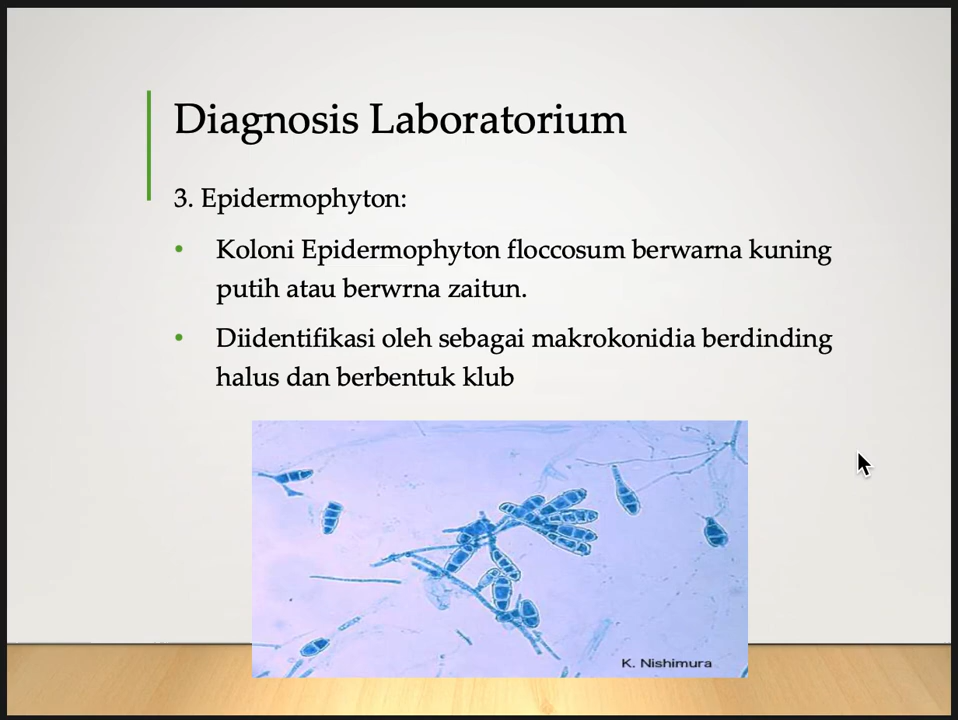 Diagnosis Laboratorium
3. Epidermophyton:
• Koloni Epidermophyton floccosum berwarna kuning
putih atau berwrna zaitun.
• Diidentifikasi oleh sebagai makrokonidia berdinding
halus dan berbentuk klub
K. Nishimura